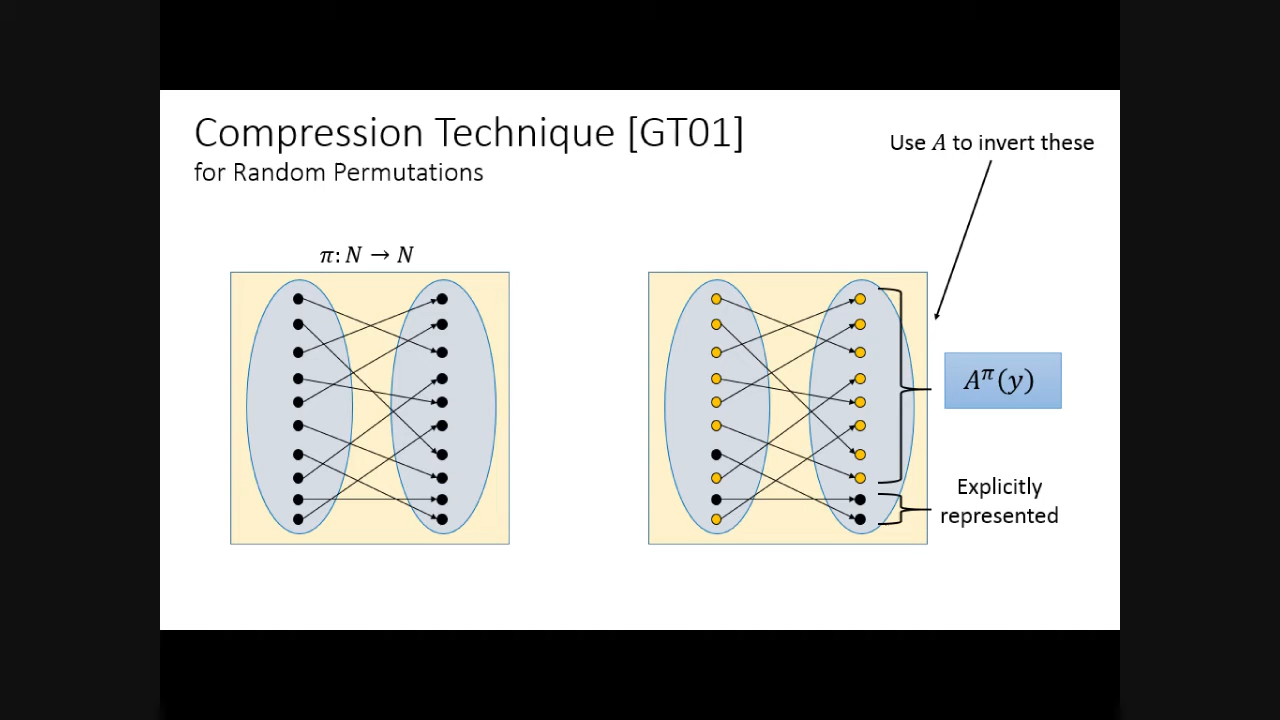 Compression Technique [GT01]
for Random Permutations
Use A to invert these
π: N → N
A^π(y)
Explicitly
represented